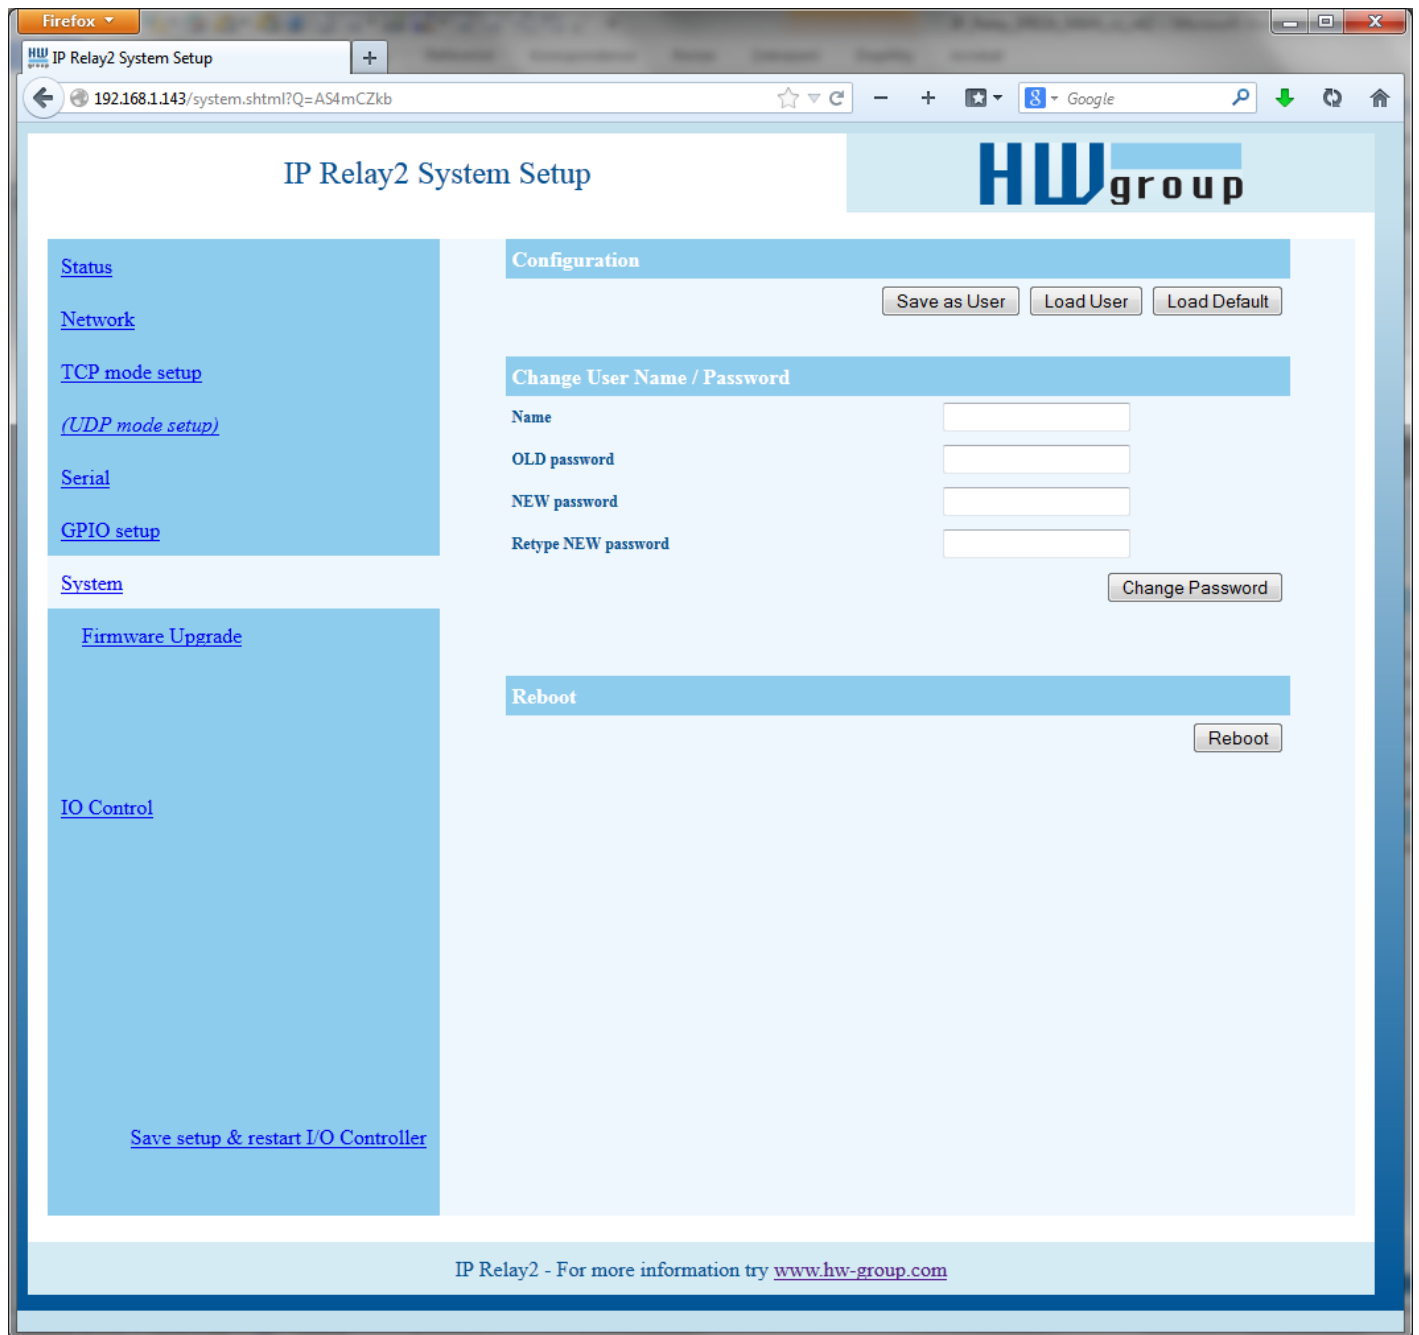 Firefox
HW group IP Relay2 System Setup
192.168.1.143/system.shtml?Q=AS4mCZkb
8 Google
IP Relay2 System Setup
HW group
Status
Network
TCP mode setup
(UDP mode setup)
Serial
GPIO setup
System
Firmware Upgrade
IO Control
Save setup & restart I/O Controller
Configuration
Save as User Load User Load Default
Change User Name / Password
Name
OLD password
NEW password
Retype NEW password
Change Password
Reboot
Reboot
IP Relay2 - For more information try www.hw-group.com